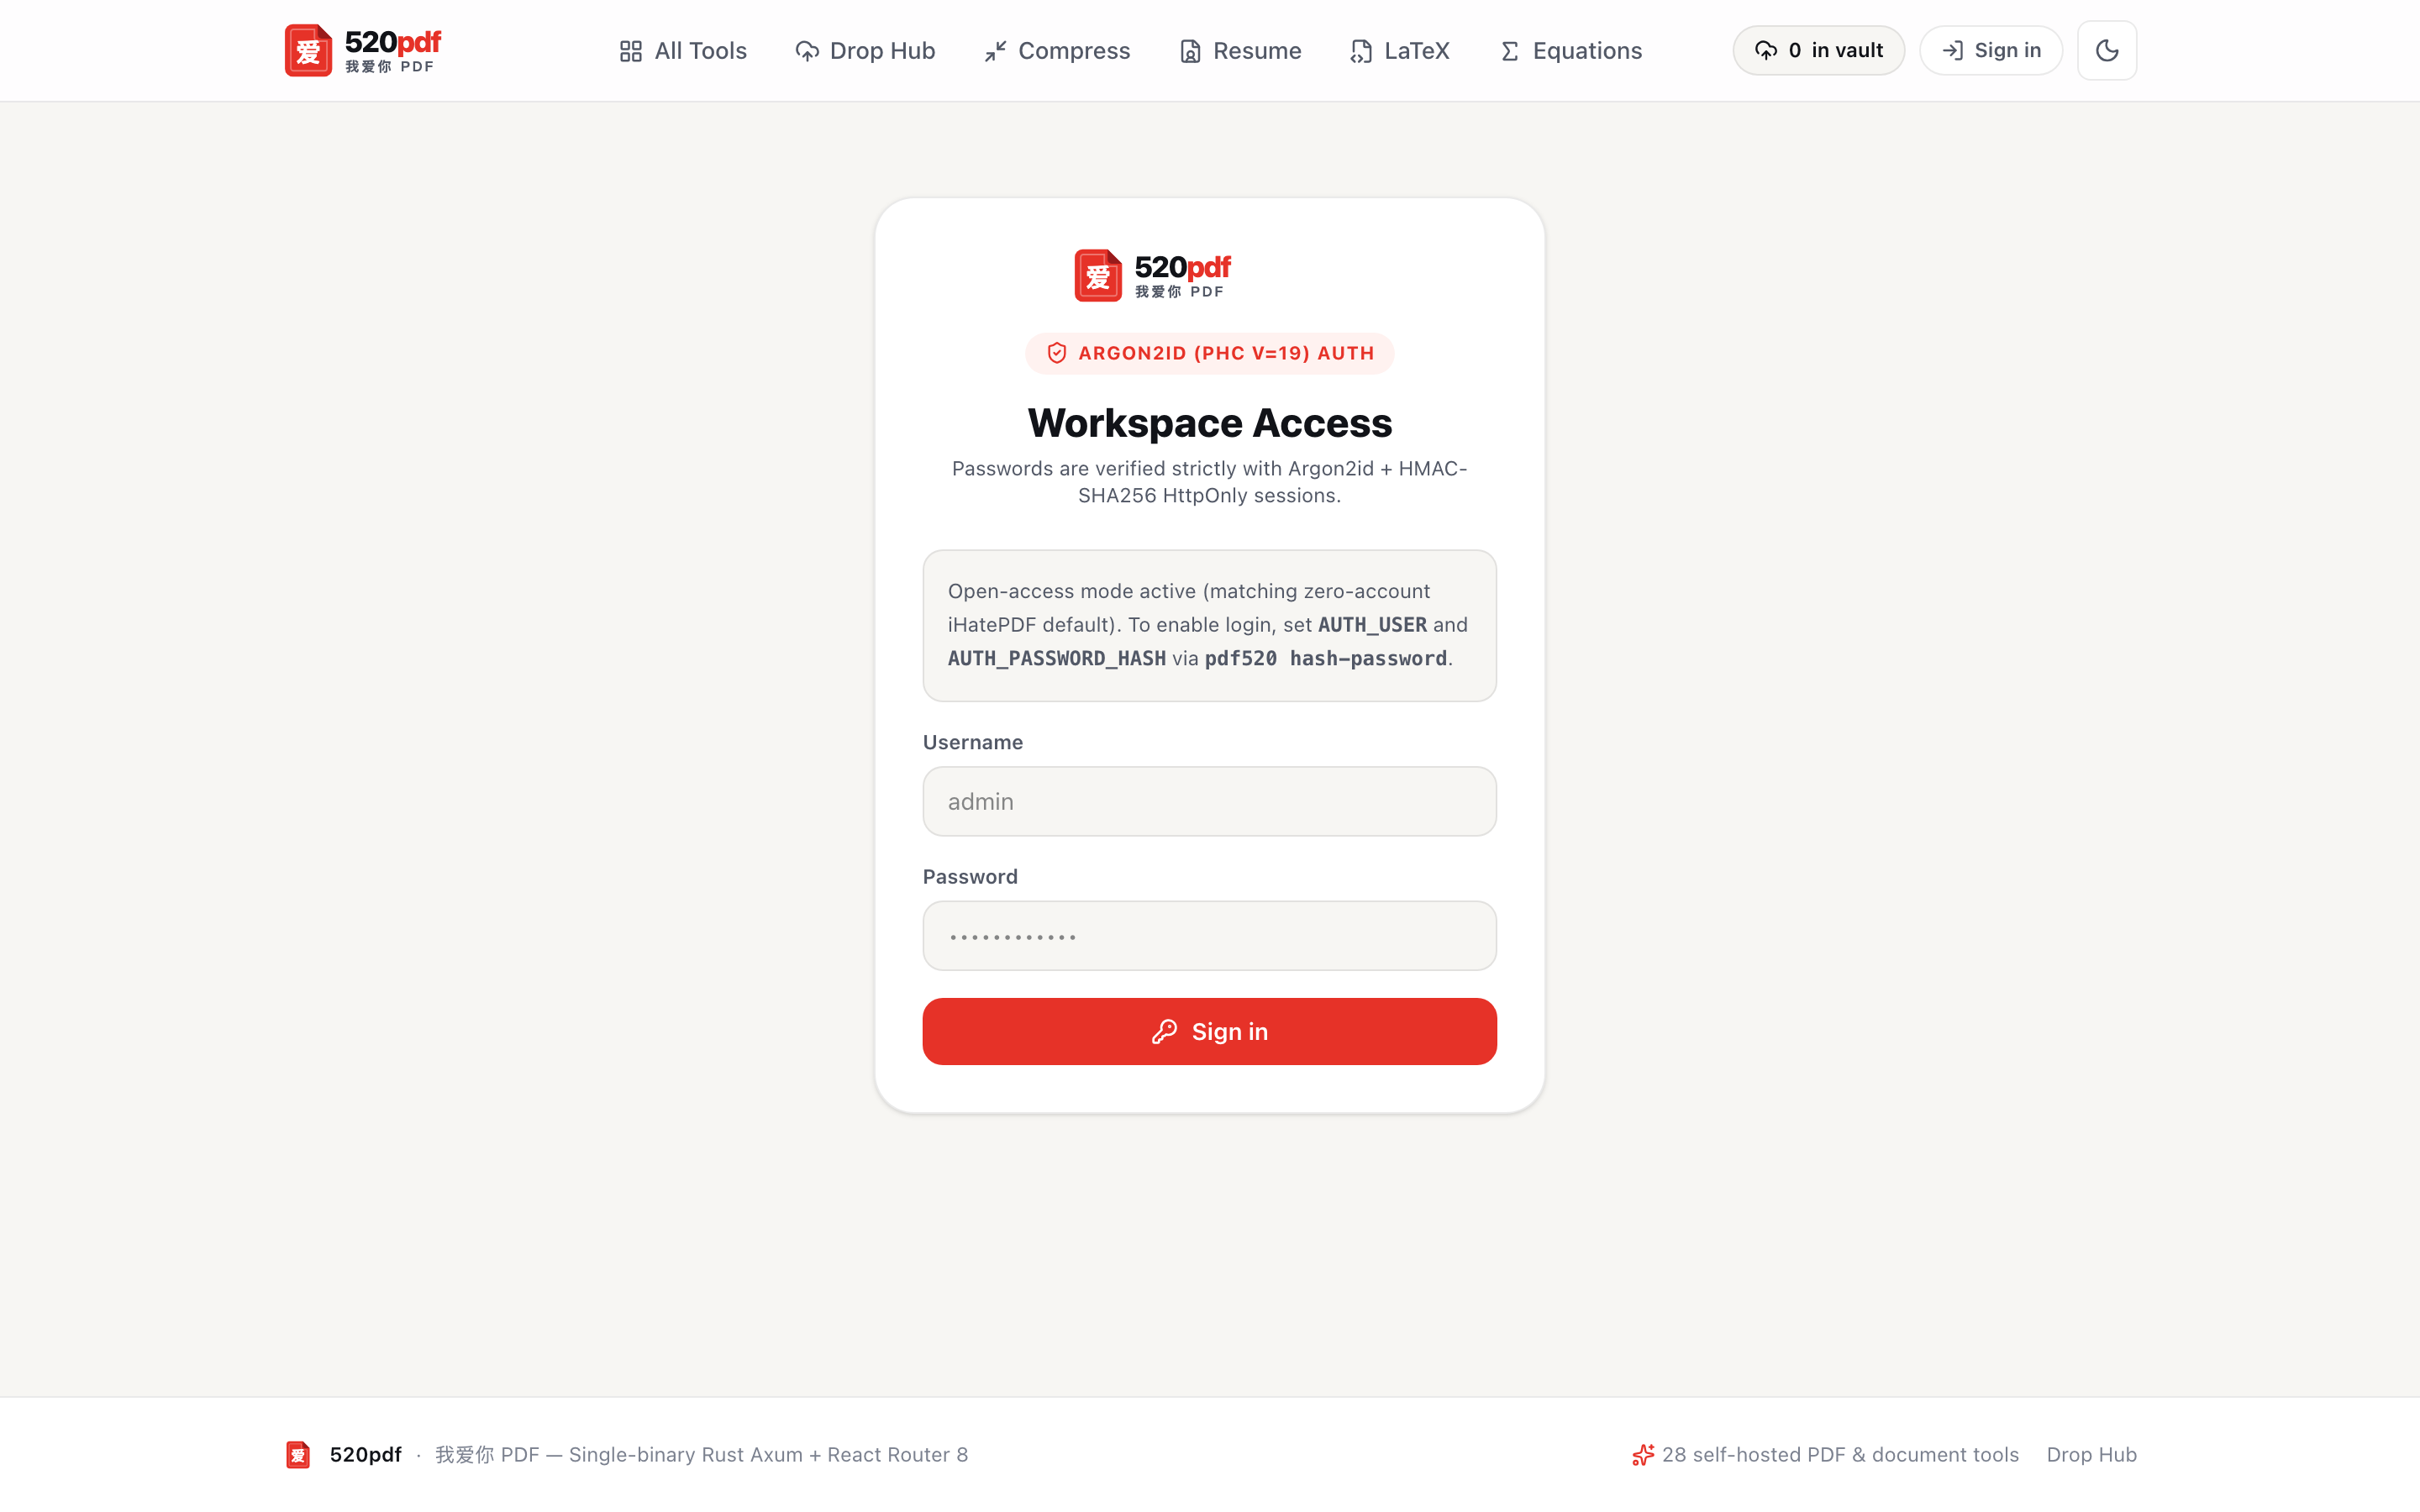 爱 520pdf
我爱你 PDF
All Tools
Drop Hub
Compress
Resume
LaTeX
Equations
0 in vault
Sign in
爱 520pdf
我爱你 PDF
ARGON2ID (PHC V=19) AUTH
Workspace Access
Passwords are verified strictly with Argon2id + HMAC-
SHA256 HttpOnly sessions.
Open-access mode active (matching zero-account
iHatePDF default). To enable login, set AUTH_USER and
AUTH_PASSWORD_HASH via pdf520 hash-password.
Username
admin
Password
••••••••••••
Sign in
爱 520pdf · 我爱你 PDF — Single-binary Rust Axum + React Router 8
28 self-hosted PDF & document tools
Drop Hub